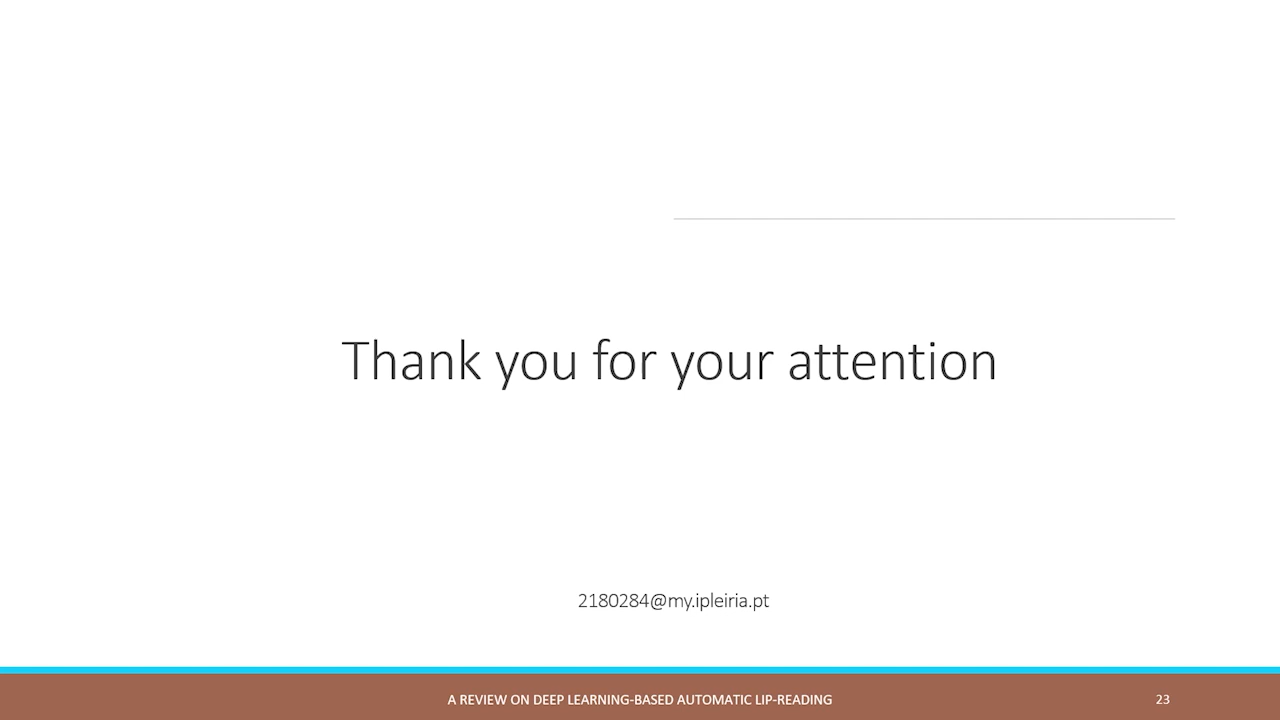 Thank you for your attention
2180284@my.ipleiria.pt
A REVIEW ON DEEP LEARNING-BASED AUTOMATIC LIP-READING
23